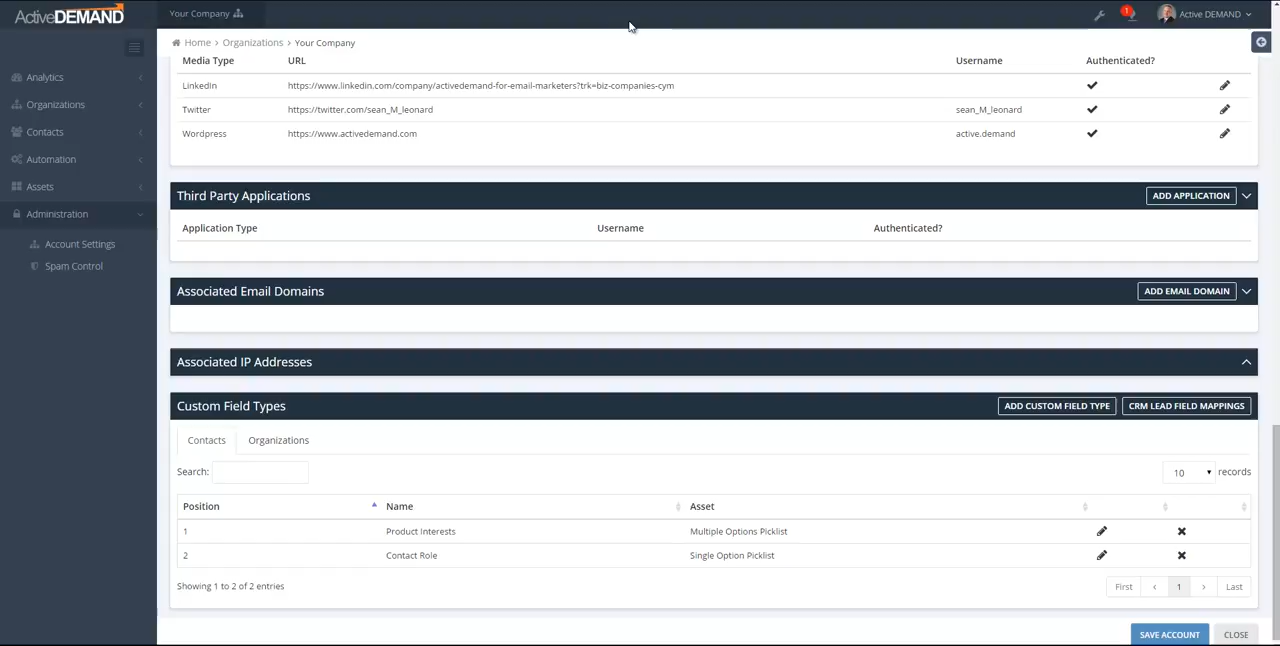 ActiveDEMAND
Your Company
1
Active DEMAND
Home > Organizations > Your Company
Analytics
Organizations
Contacts
Automation
Assets
Administration
Account Settings
Spam Control
Media Type URL Username Authenticated?
LinkedIn https://www.linkedin.com/company/activedemand-for-email-marketers?trk=biz-companies-cym
Twitter https://twitter.com/sean_M_leonard sean_M_leonard
Wordpress https://www.activedemand.com active.demand
Third Party Applications ADD APPLICATION
Application Type Username Authenticated?
Associated Email Domains ADD EMAIL DOMAIN
Associated IP Addresses
Custom Field Types ADD CUSTOM FIELD TYPE CRM LEAD FIELD MAPPINGS
Contacts Organizations
Search: 10 records
Position Name Asset
1 Product Interests Multiple Options Picklist
2 Contact Role Single Option Picklist
Showing 1 to 2 of 2 entries First ‹ 1 › Last
SAVE ACCOUNT CLOSE